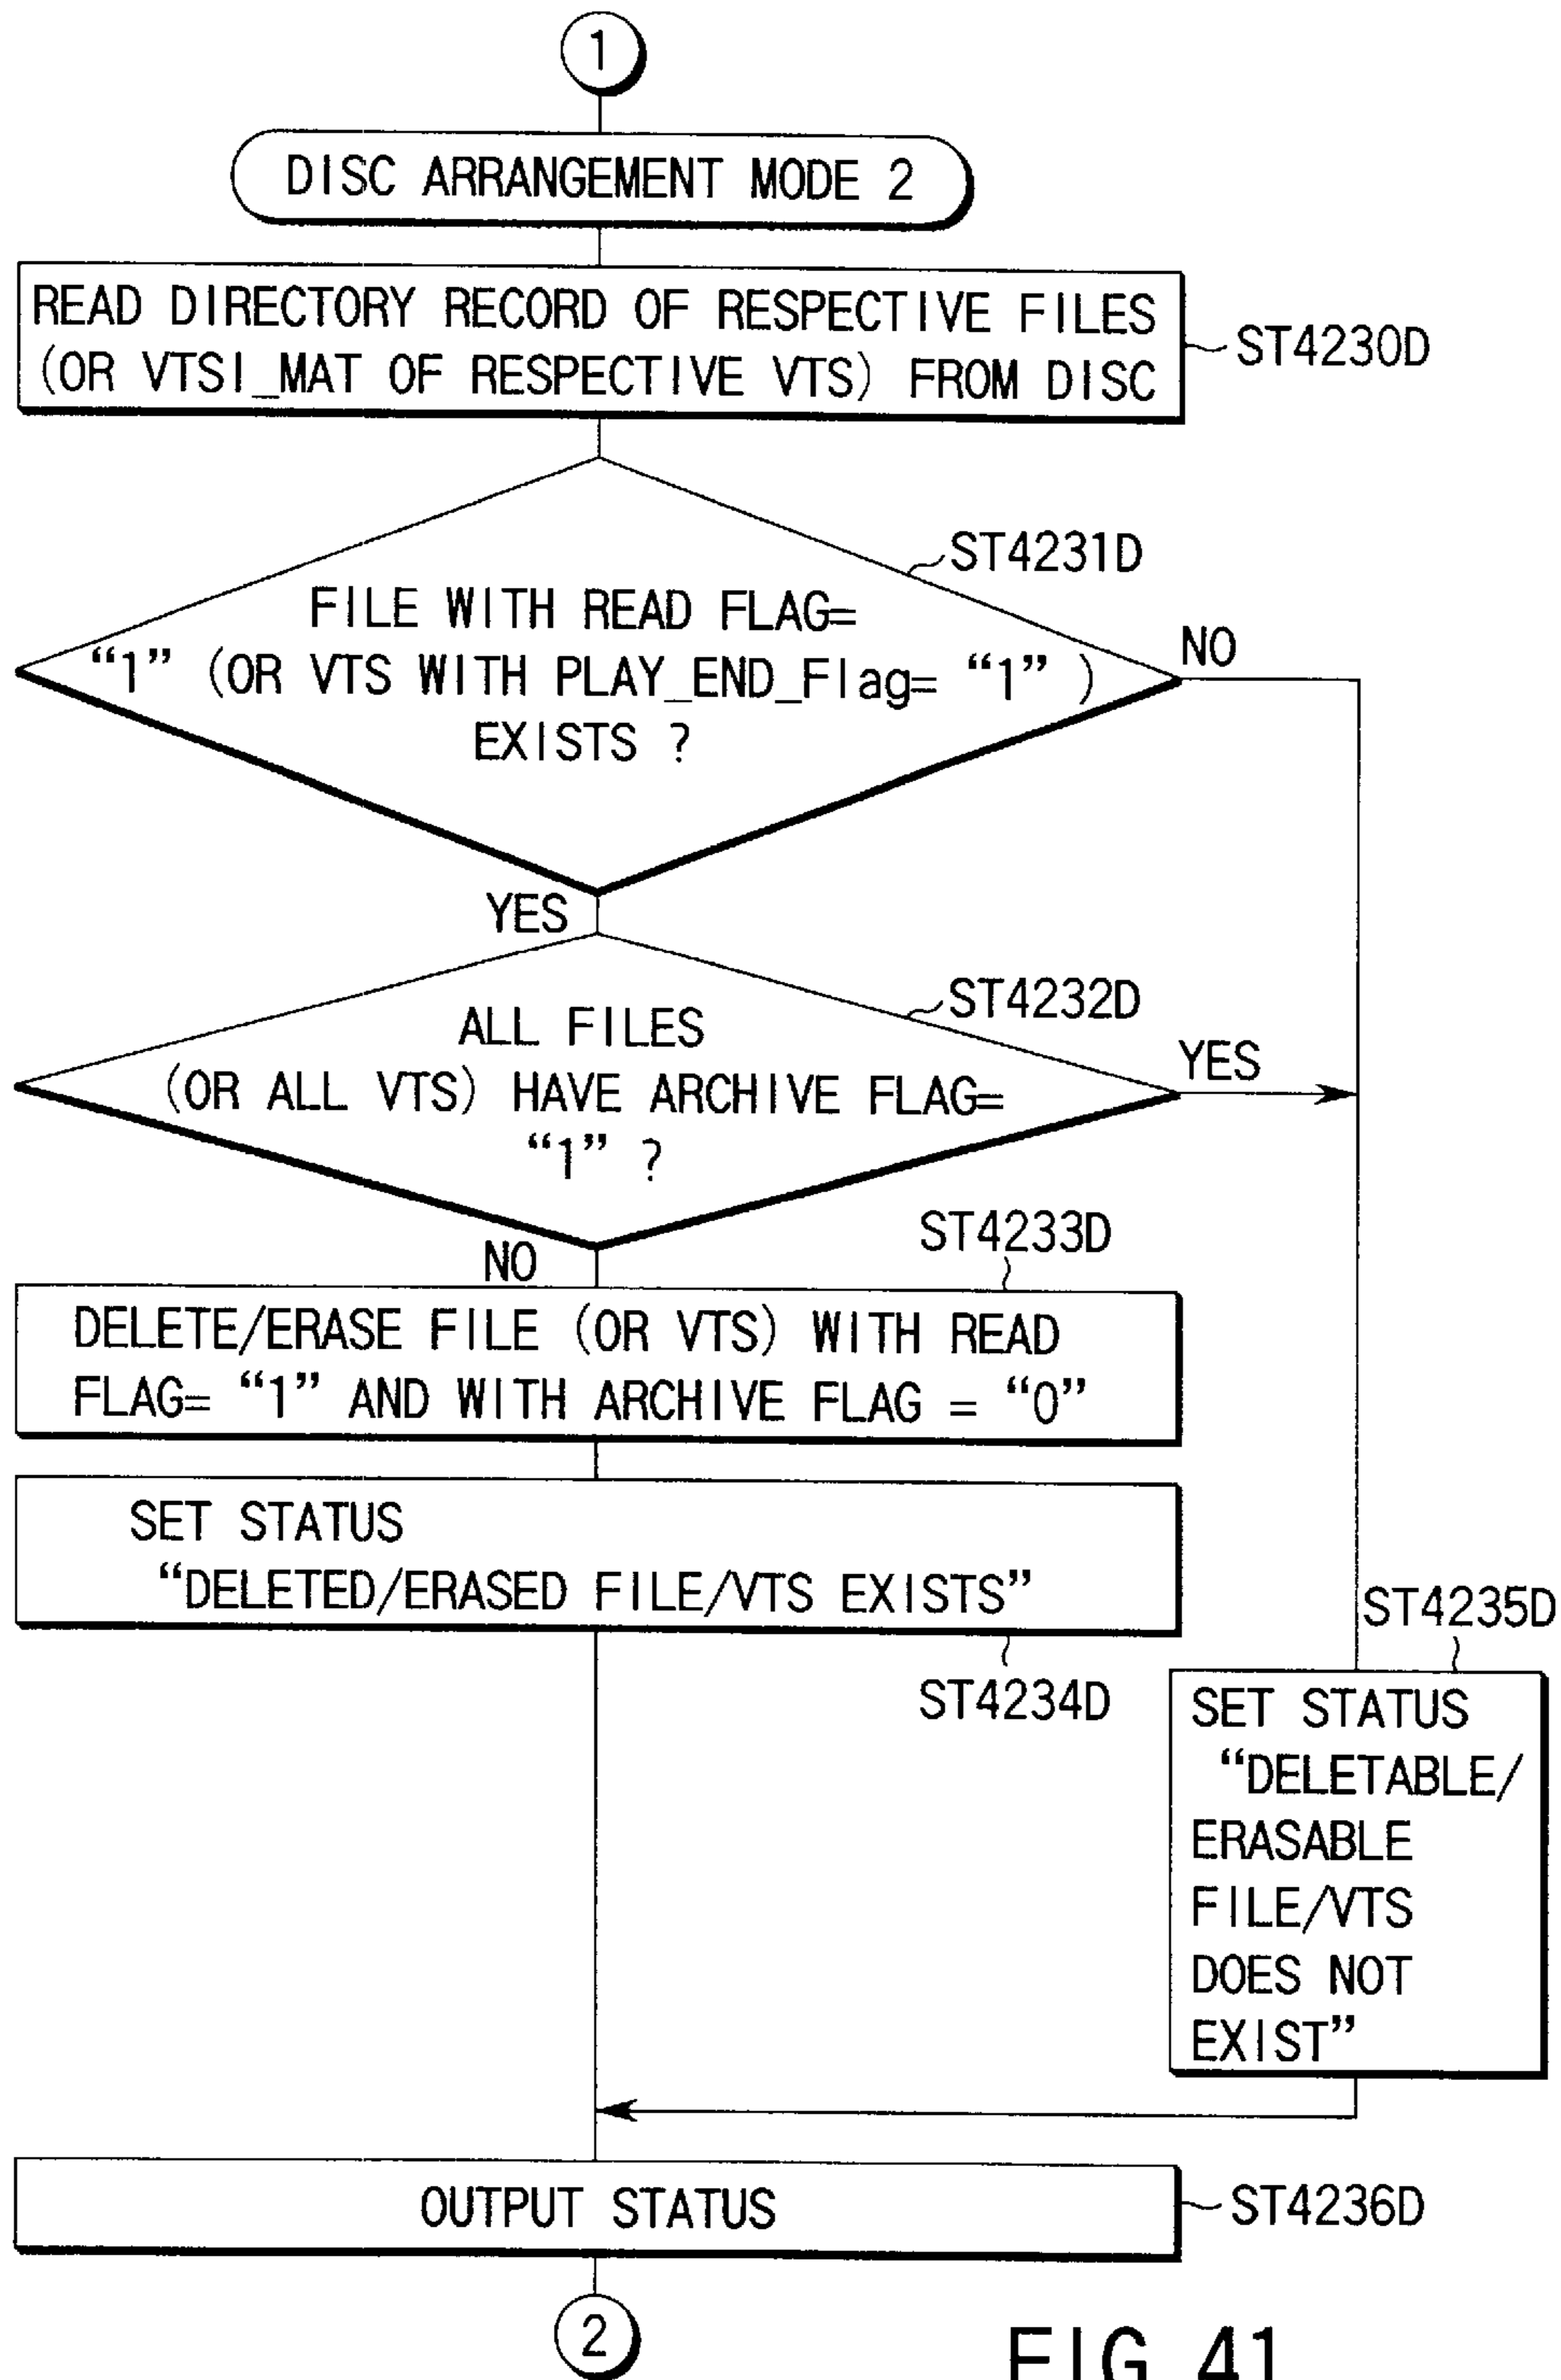 1
DISC ARRANGEMENT MODE 2
READ DIRECTORY RECORD OF RESPECTIVE FILES
(OR VTSI_MAT OF RESPECTIVE VTS) FROM DISC
ST4230D
ST4231D
FILE WITH READ FLAG=
“1” (OR VTS WITH PLAY_END_Flag= “1” )
EXISTS ?
NO
YES
ST4232D
ALL FILES
(OR ALL VTS) HAVE ARCHIVE FLAG=
“1” ?
YES
NO
ST4233D
DELETE/ERASE FILE (OR VTS) WITH READ
FLAG= “1” AND WITH ARCHIVE FLAG = “0”
SET STATUS
“DELETED/ERASED FILE/VTS EXISTS”
ST4234D
ST4235D
SET STATUS
“DELETABLE/
ERASABLE
FILE/VTS
DOES NOT
EXIST”
OUTPUT STATUS
ST4236D
2
FIG. 41